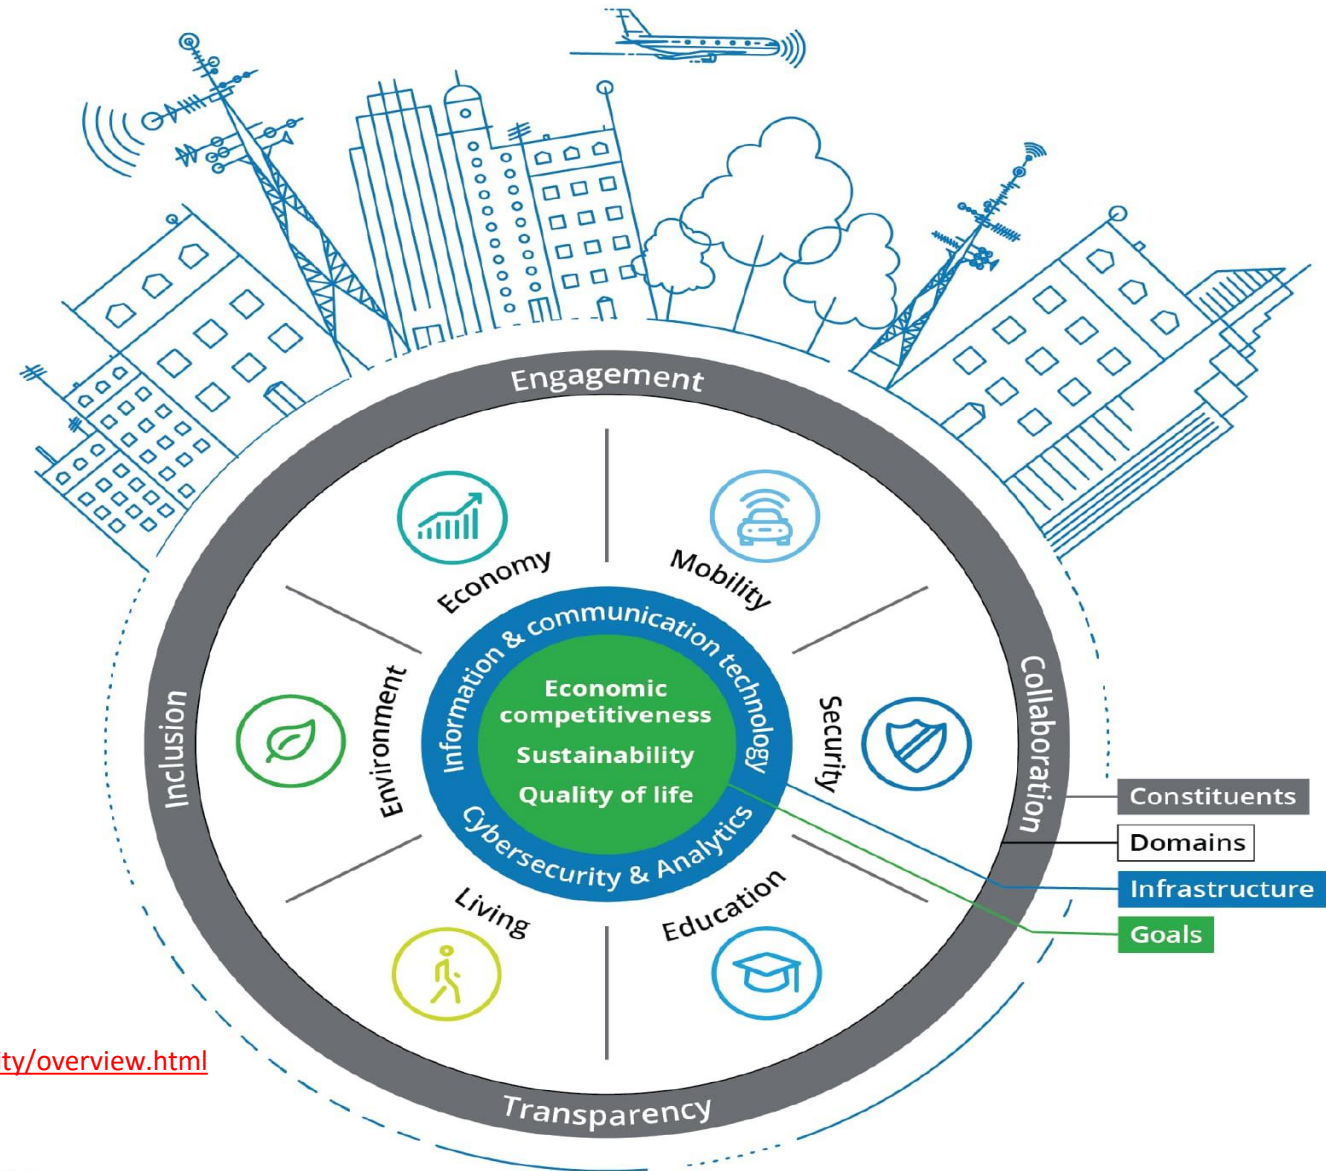 Engagement
Economy
Mobility
Information & communication technology
Collaboration
Inclusion
Environment
Economic
competitiveness
Sustainability
Quality of life
Security
Cybersecurity & Analytics
Constituents
Domains
Infrastructure
Goals
Living
Education
ity/overview.html
Transparency